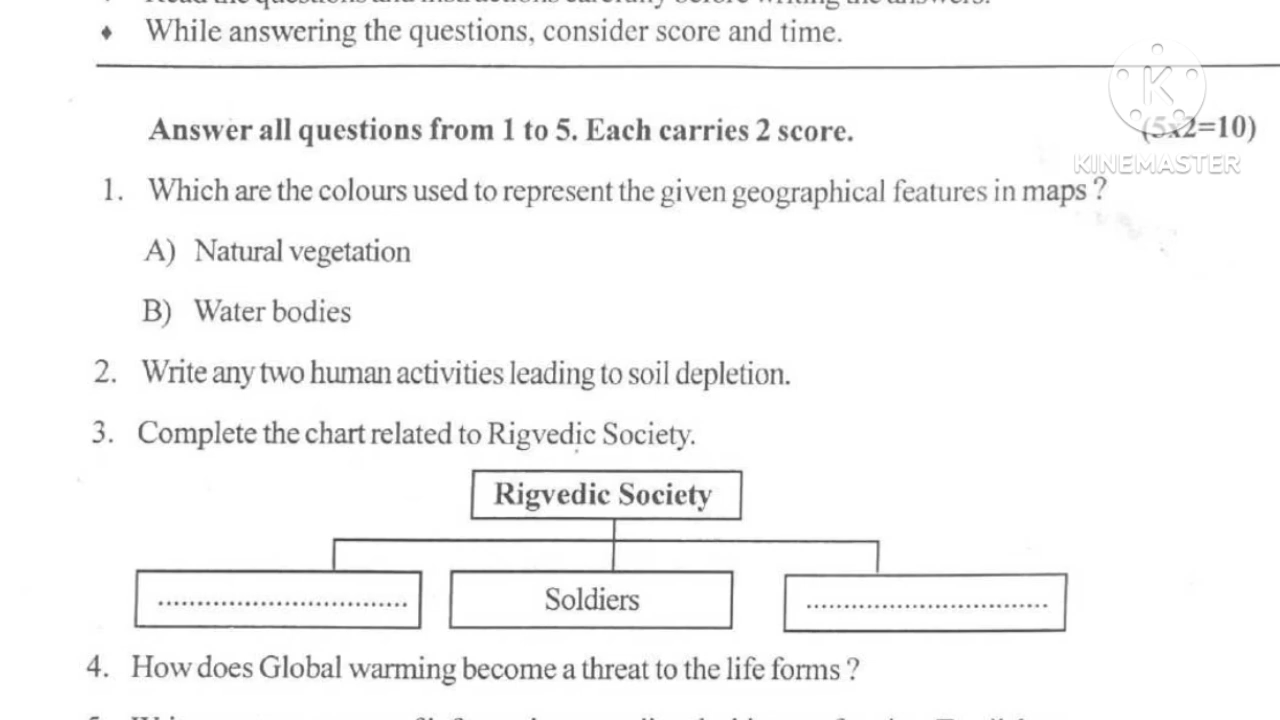 ♦ While answering the questions, consider score and time.
KINEMASTER
Answer all questions from 1 to 5. Each carries 2 score. (5x2=10)
1. Which are the colours used to represent the given geographical features in maps ?
A) Natural vegetation
B) Water bodies
2. Write any two human activities leading to soil depletion.
3. Complete the chart related to Rigvedic Society.
Rigvedic Society
................................ Soldiers ................................
4. How does Global warming become a threat to the life forms ?